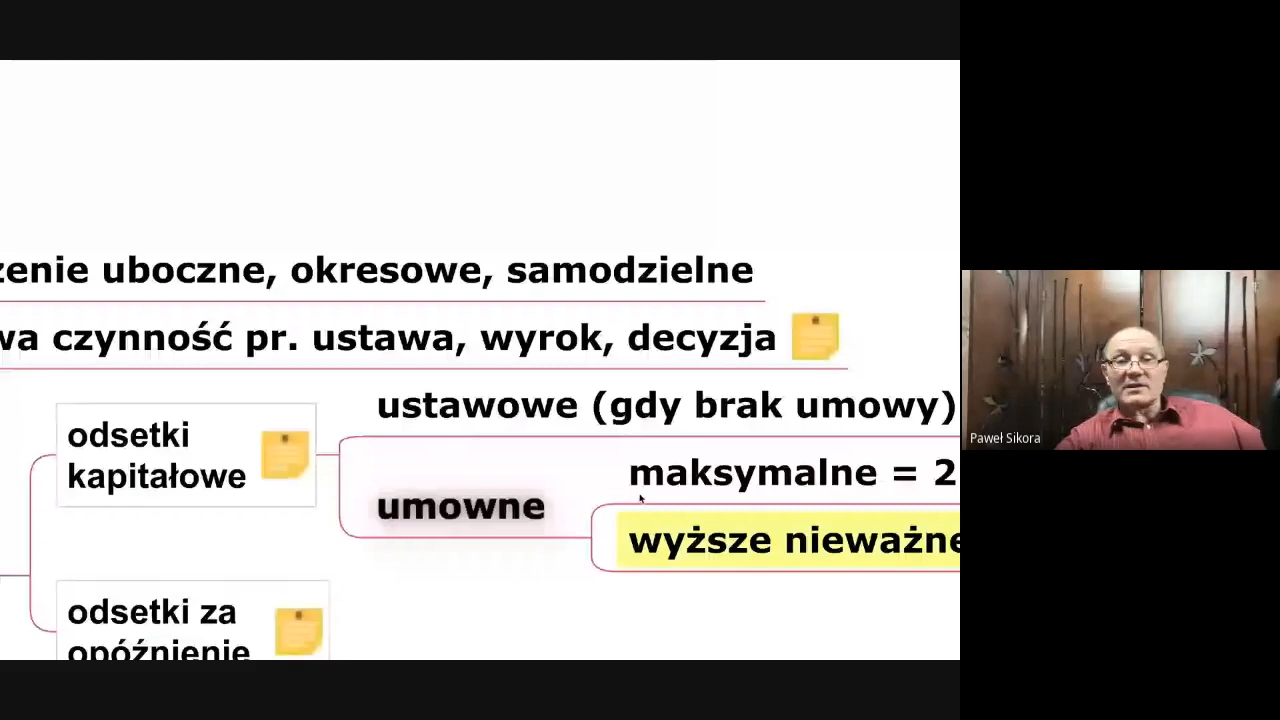 zenie uboczne, okresowe, samodzielne
wa czynność pr. ustawa, wyrok, decyzja
ustawowe (gdy brak umowy)
odsetki
kapitałowe
maksymalne = 2
umowne
wyższe nieważne
odsetki za
opóźnienie
Paweł Sikora